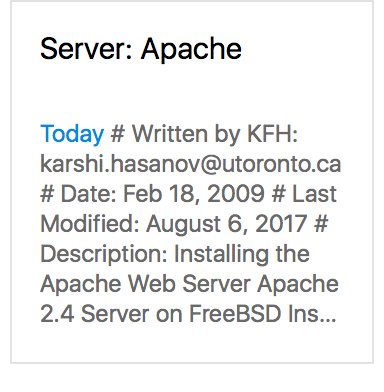 Server: Apache
Today # Written by KFH:
karshi.hasanov@utoronto.ca
# Date: Feb 18, 2009 # Last
Modified: August 6, 2017 #
Description: Installing the
Apache Web Server Apache
2.4 Server on FreeBSD Ins...